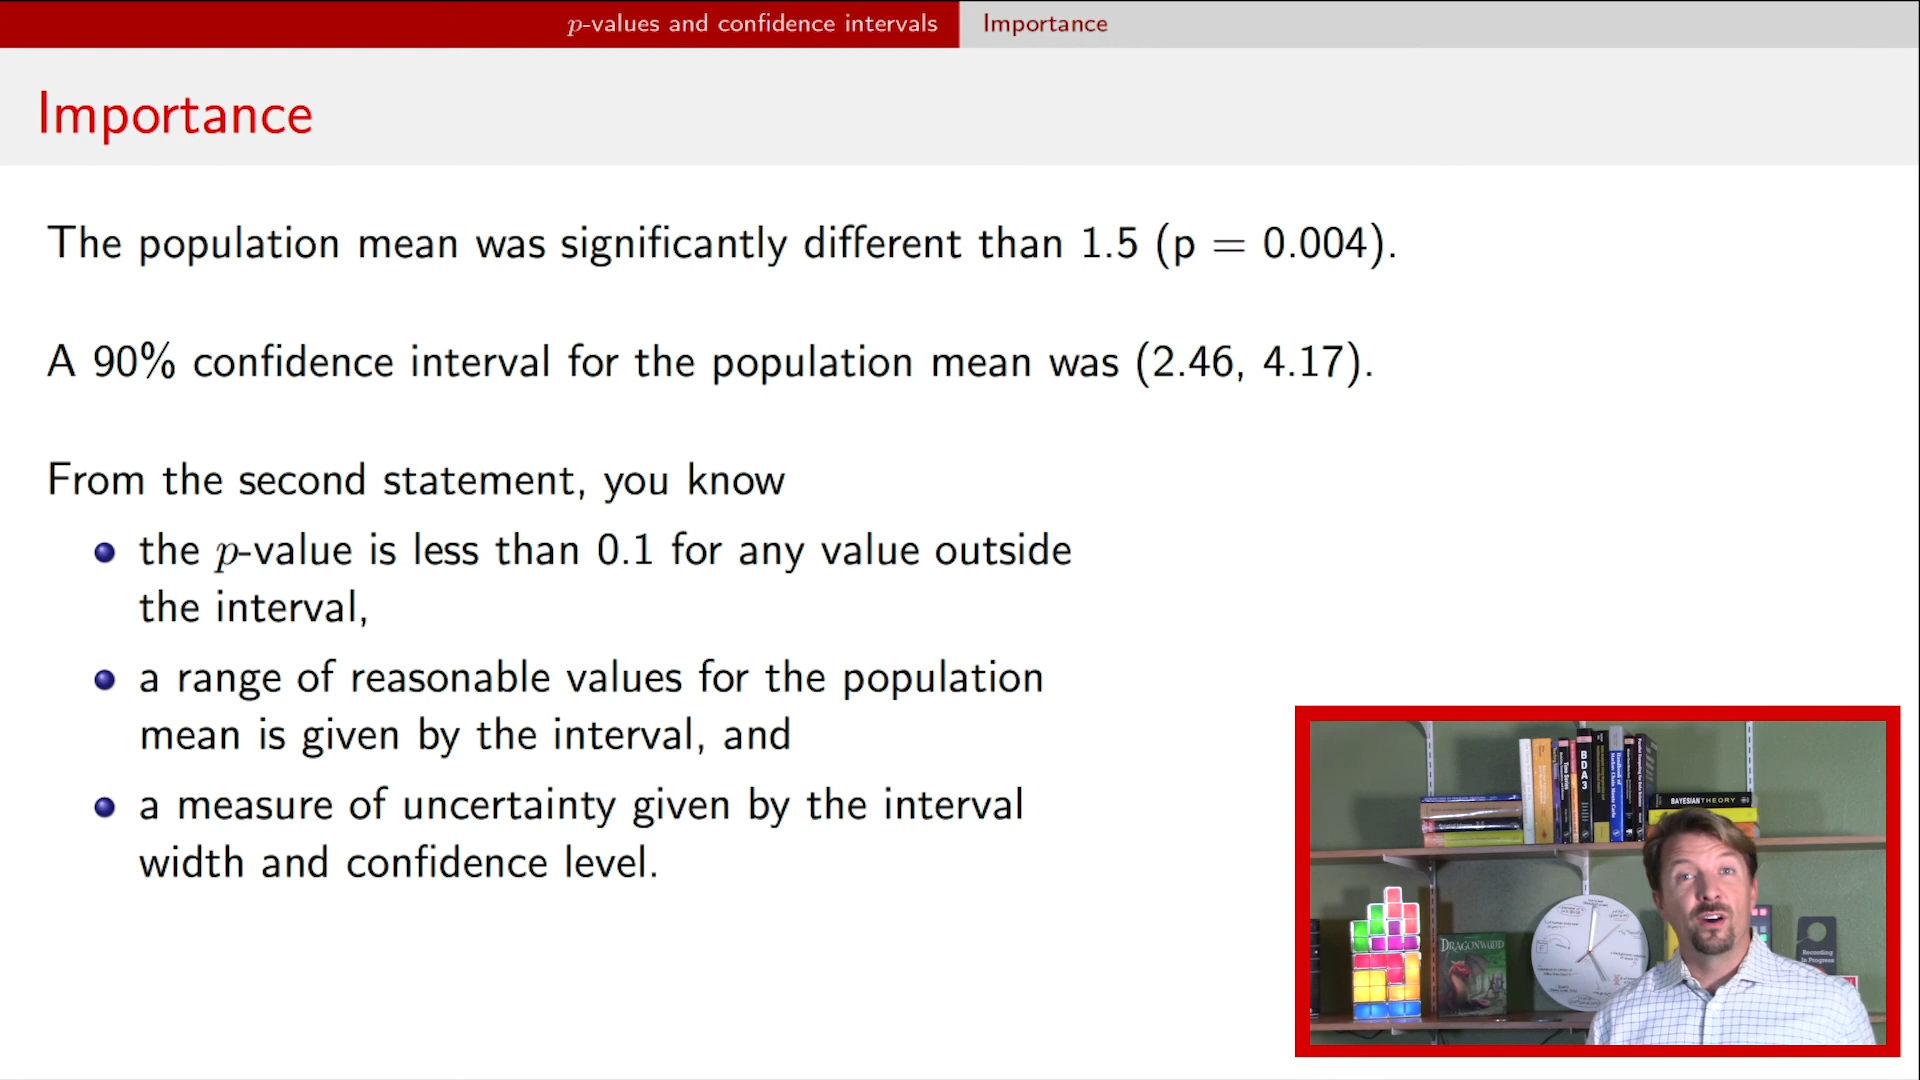 p-values and confidence intervals
Importance
Importance
The population mean was significantly different than 1.5 (p = 0.004).
A 90% confidence interval for the population mean was (2.46, 4.17).
From the second statement, you know
the p-value is less than 0.1 for any value outside
the interval,
a range of reasonable values for the population
mean is given by the interval, and
a measure of uncertainty given by the interval
width and confidence level.
BDA3
BAYESIAN THEORY
DRAGONWOOD
Recording
In Progress